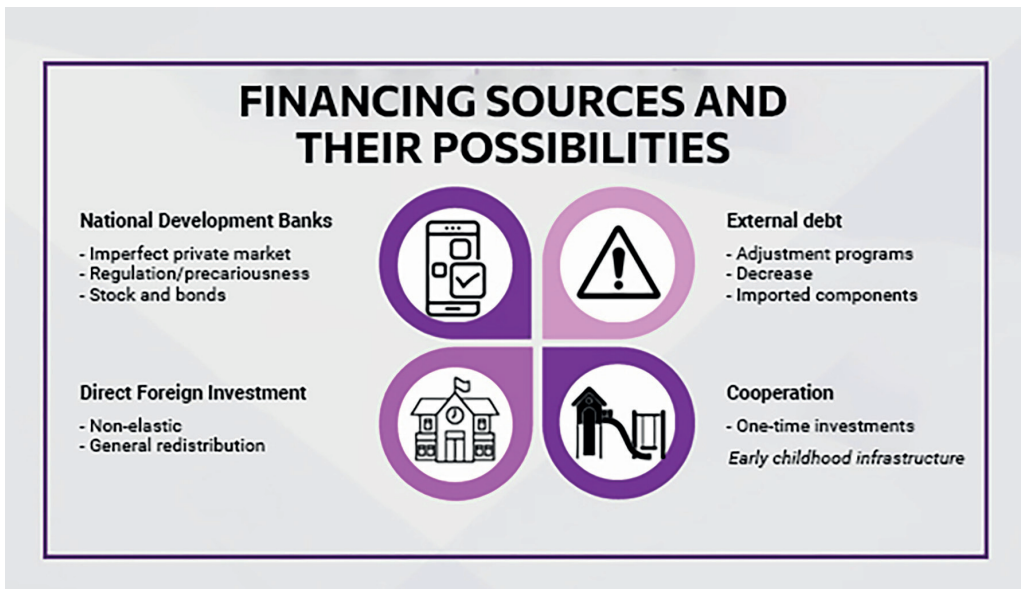 FINANCING SOURCES AND
THEIR POSSIBILITIES
National Development Banks
- Imperfect private market
- Regulation/precariousness
- Stock and bonds
External debt
- Adjustment programs
- Decrease
- Imported components
Direct Foreign Investment
- Non-elastic
- General redistribution
Cooperation
- One-time investments
Early childhood infrastructure